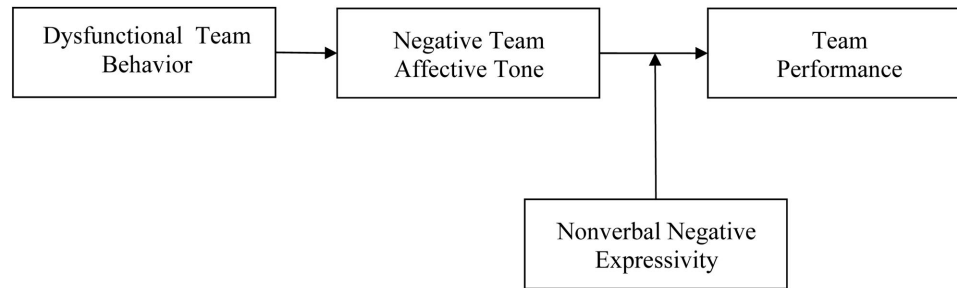 Dysfunctional Team
Behavior
Negative Team
Affective Tone
Team
Performance
Nonverbal Negative
Expressivity